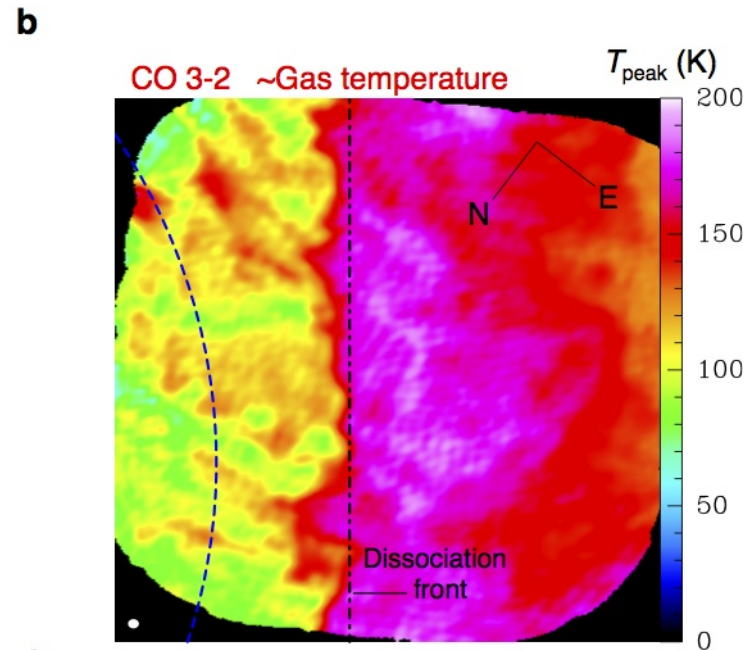 b
CO 3-2 ~Gas temperature
Tpeak (K)
200
N
E
150
100
50
Dissociation
front
0